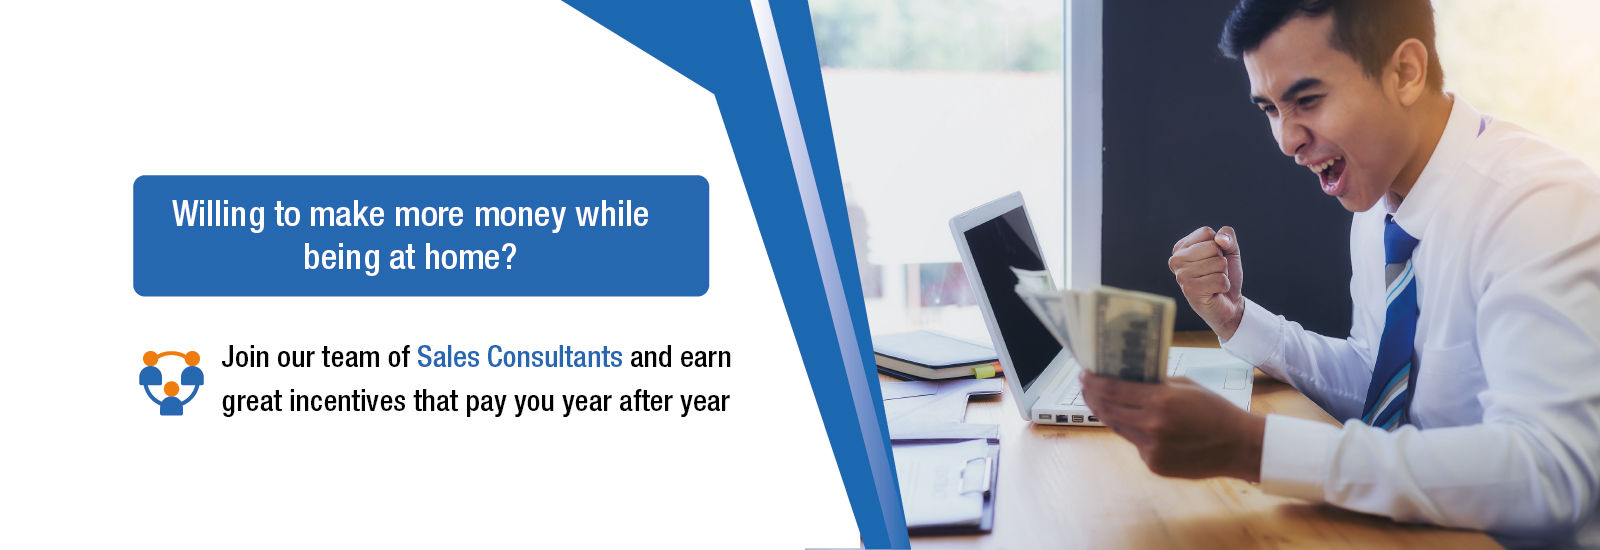 Willing to make more money while
being at home?
Join our team of Sales Consultants and earn
great incentives that pay you year after year